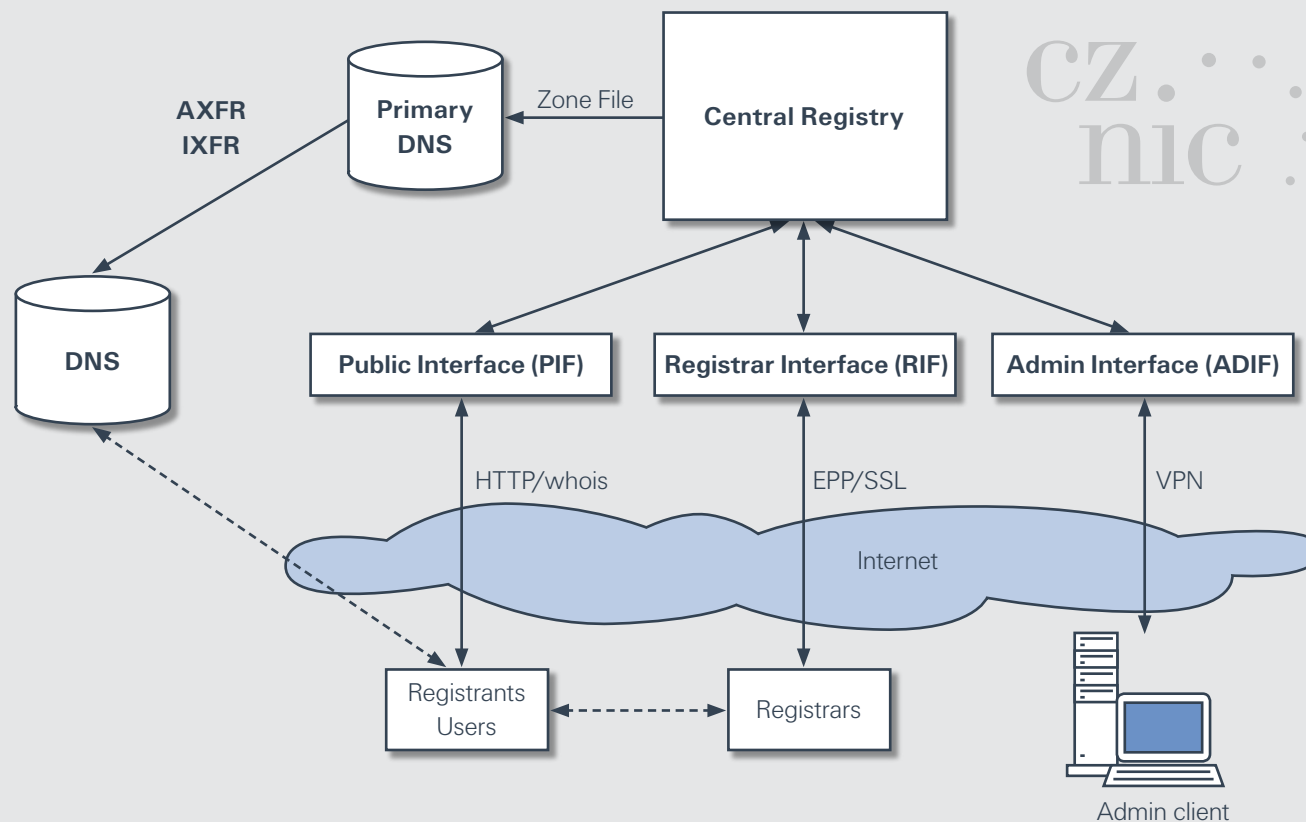 cz.
nic
AXFR
IXFR
Primary
DNS
Zone File
Central Registry
DNS
Public Interface (PIF)
Registrar Interface (RIF)
Admin Interface (ADIF)
HTTP/whois
EPP/SSL
VPN
Internet
Registrants
Users
Registrars
Admin client